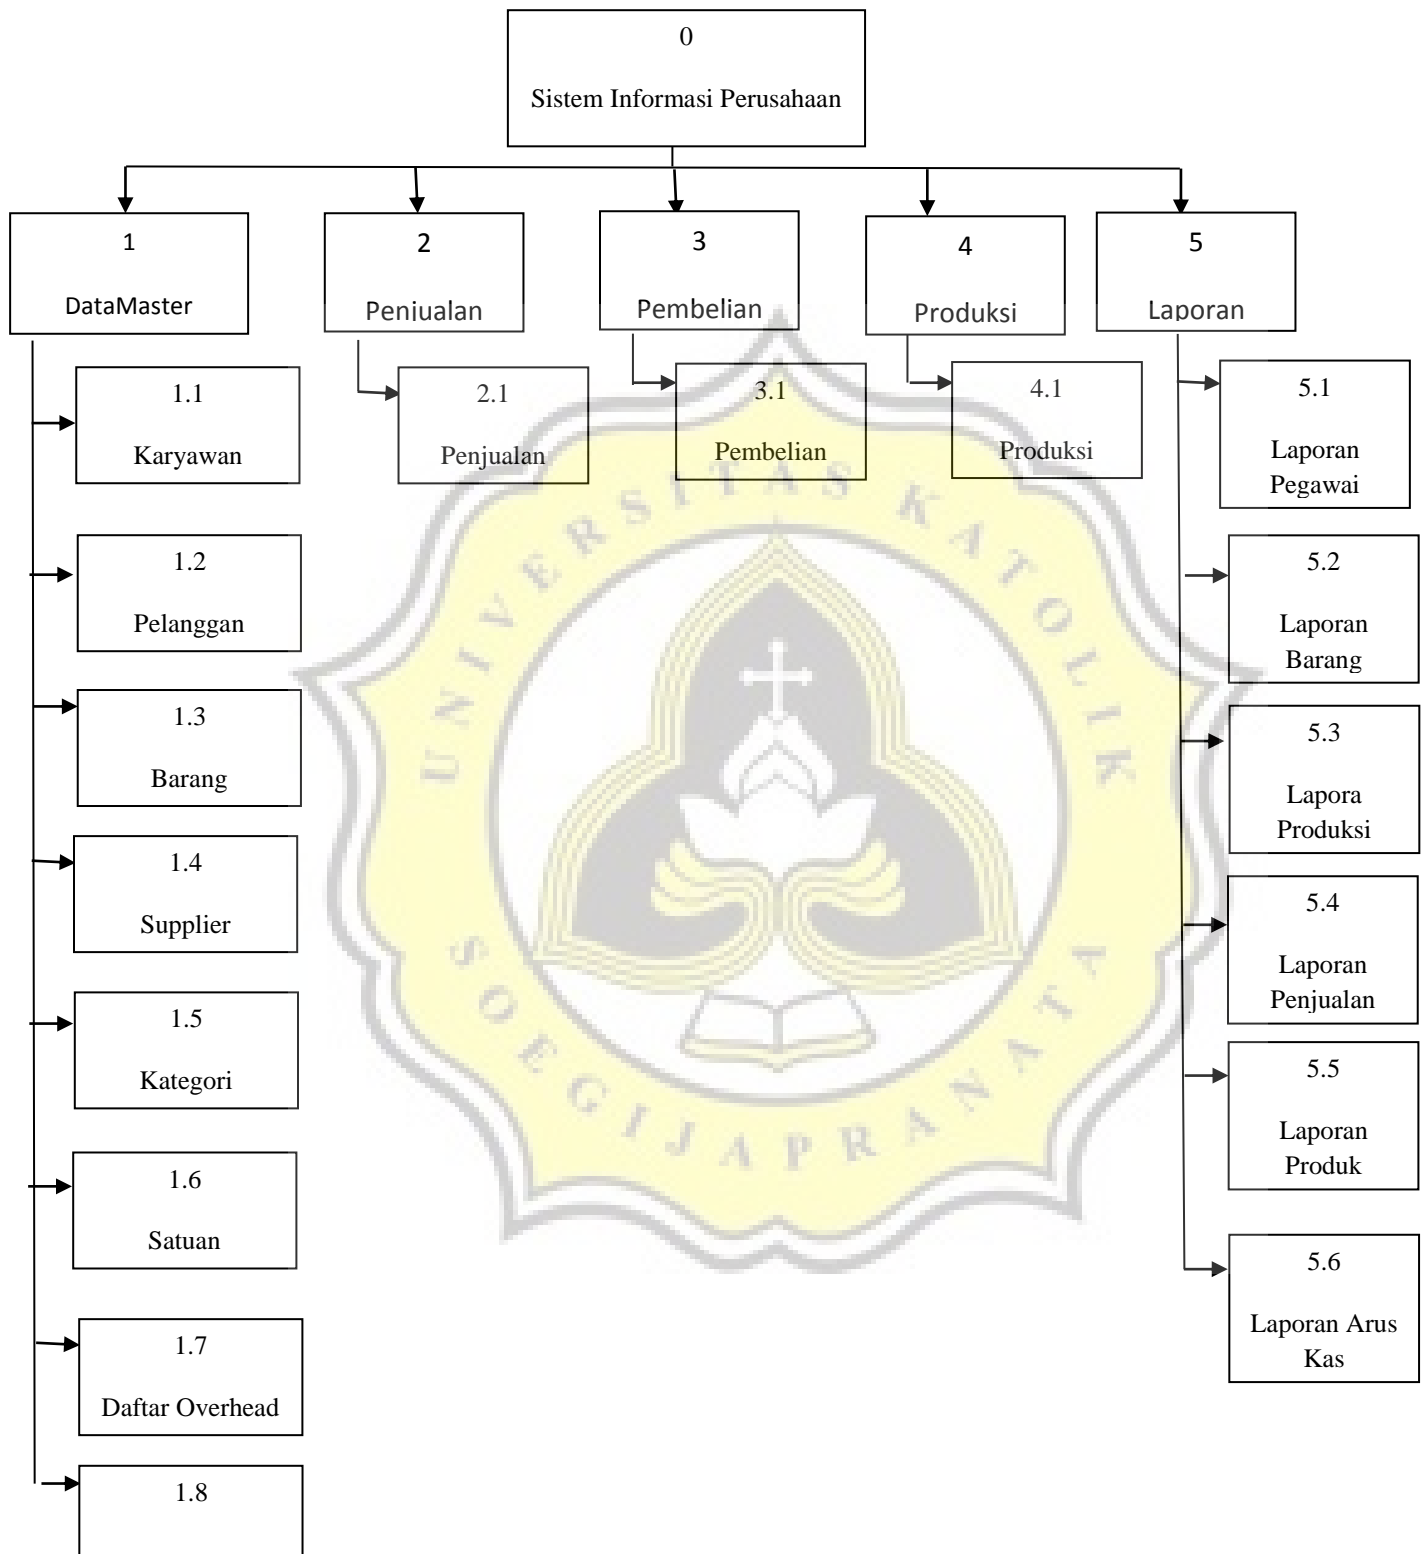 0
Sistem Informasi Perusahaan
1
DataMaster
2
Penjualan
3
Pembelian
4
Produksi
5
Laporan
1.1
Karyawan
2.1
Penjualan
3.1
Pembelian
4.1
Produksi
5.1
Laporan
Pegawai
1.2
Pelanggan
5.2
Laporan
Barang
1.3
Barang
5.3
Lapora
Produksi
1.4
Supplier
5.4
Laporan
Penjualan
1.5
Kategori
5.5
Laporan
Produk
1.6
Satuan
5.6
Laporan Arus
Kas
1.7
Daftar Overhead
1.8
UNIVERSITAS KATOLIK
SOEGIJAPRANATA